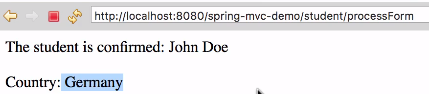 http://localhost:8080/spring-mvc-demo/student/processForm
The student is confirmed: John Doe
Country: Germany